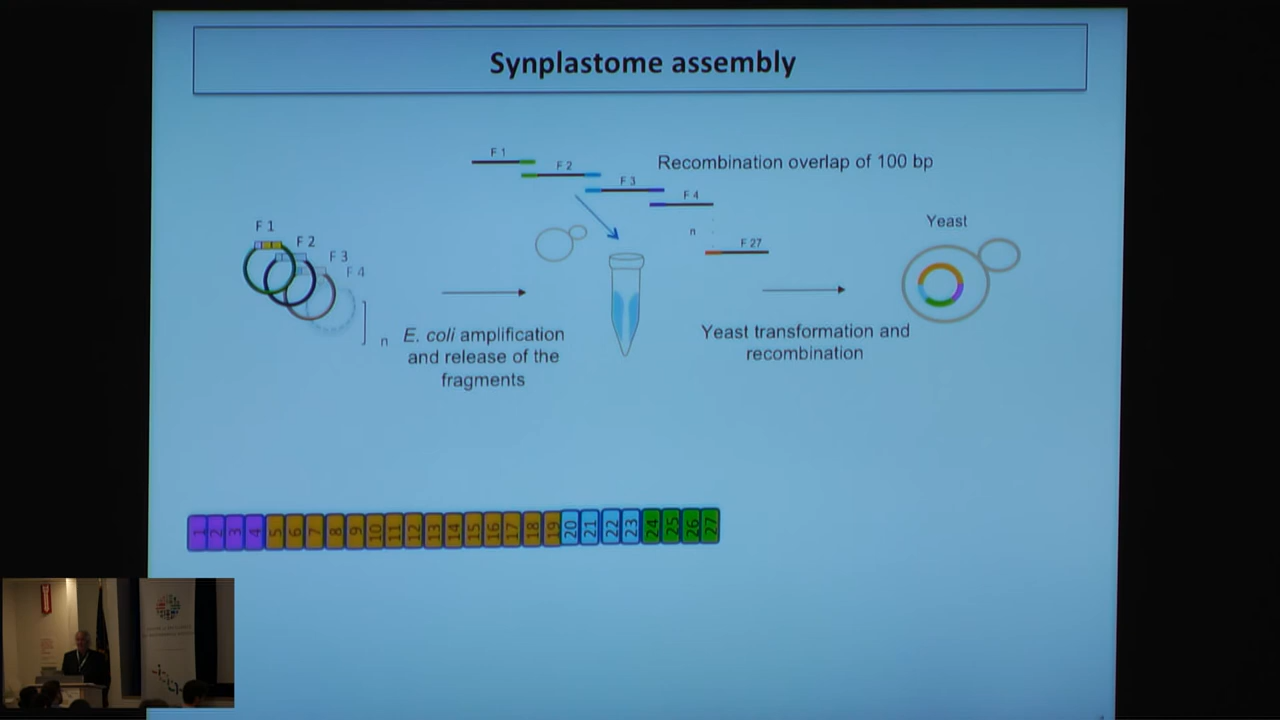 Synplastome assembly
F 1
F 2
F 3
F 4
n
F 27
Recombination overlap of 100 bp
F 1
F 2
F 3
F 4
n
E. coli amplification
and release of the
fragments
Yeast transformation and
recombination
Yeast
1 2 3 4 5 6 7 8 9 10 11 12 13 14 15 16 17 18 19 20 21 22 23 24 25 26 27